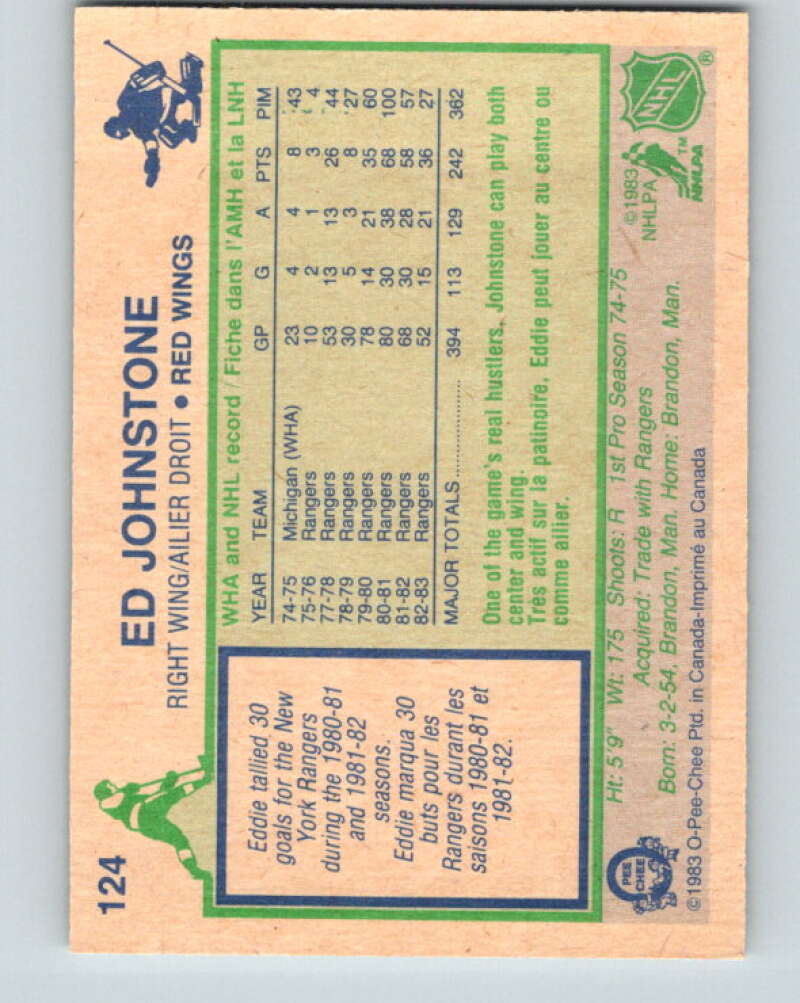 124
ED JOHNSTONE
RIGHT WING/AILIER DROIT • RED WINGS
Eddie tallied 30
goals for the New
York Rangers
during the 1980-81
and 1981-82
seasons.
Eddie marqua 30
buts pour les
Rangers durant les
saisons 1980-81 et
1981-82.
WHA and NHL record / Fiche dans l'AMH et la LNH
YEAR TEAM GP G A PTS PIM
74-75 Michigan (WHA) 23 4 4 8 43
75-76 Rangers 10 2 1 3 4
77-78 Rangers 53 13 13 26 44
78-79 Rangers 30 5 3 8 27
79-80 Rangers 78 14 21 35 60
80-81 Rangers 80 30 38 68 100
81-82 Rangers 68 30 28 58 57
82-83 Rangers 52 15 21 36 27
MAJOR TOTALS .................. 394 113 129 242 362
One of the game's real hustlers, Johnstone can play both
center and wing.
Très actif sur la patinoire, Eddie peut jouer au centre ou
comme ailier.
Ht: 5'9" Wt: 175 Shoots: R 1st Pro Season 74-75
Acquired: Trade with Rangers
Born: 3-2-54, Brandon, Man. Home: Brandon, Man.
©1983 O-Pee-Chee Ptd. in Canada-Imprimé au Canada
O
PEE
CHEE
©1983
NHLPA
NHLPA
TM
NHL
®